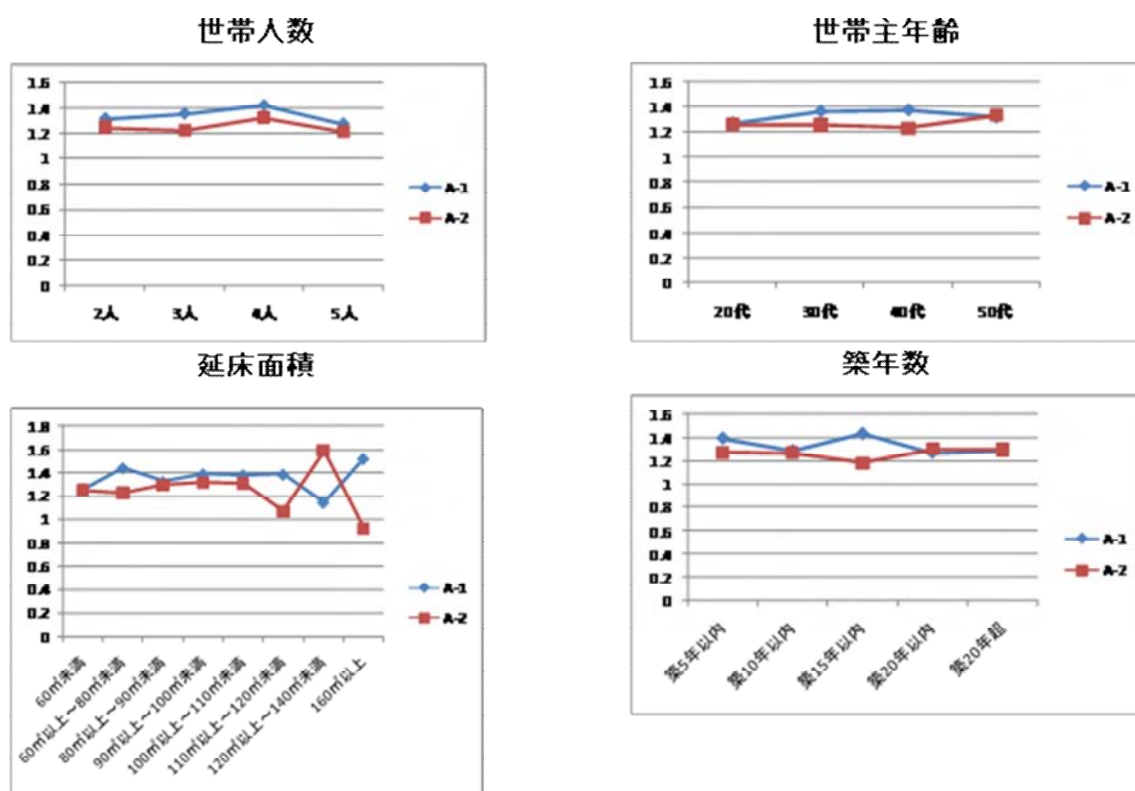 世帯人数
1.6
1.4
1.2
1
0.8
0.6
0.4
0.2
0
2人
3人
4人
5人
A-1
A-2
世帯主年齢
1.6
1.4
1.2
1
0.8
0.6
0.4
0.2
0
20代
30代
40代
50代
A-1
A-2
延床面積
1.8
1.6
1.4
1.2
1
0.8
0.6
0.4
0.2
0
60㎡未満
60㎡以上~80㎡未満
80㎡以上~90㎡未満
90㎡以上~100㎡未満
100㎡以上~110㎡未満
110㎡以上~120㎡未満
120㎡以上~140㎡未満
160㎡以上
A-1
A-2
築年数
1.6
1.4
1.2
1
0.8
0.6
0.4
0.2
0
築5年以内
築10年以内
築15年以内
築20年以内
築20年超
A-1
A-2